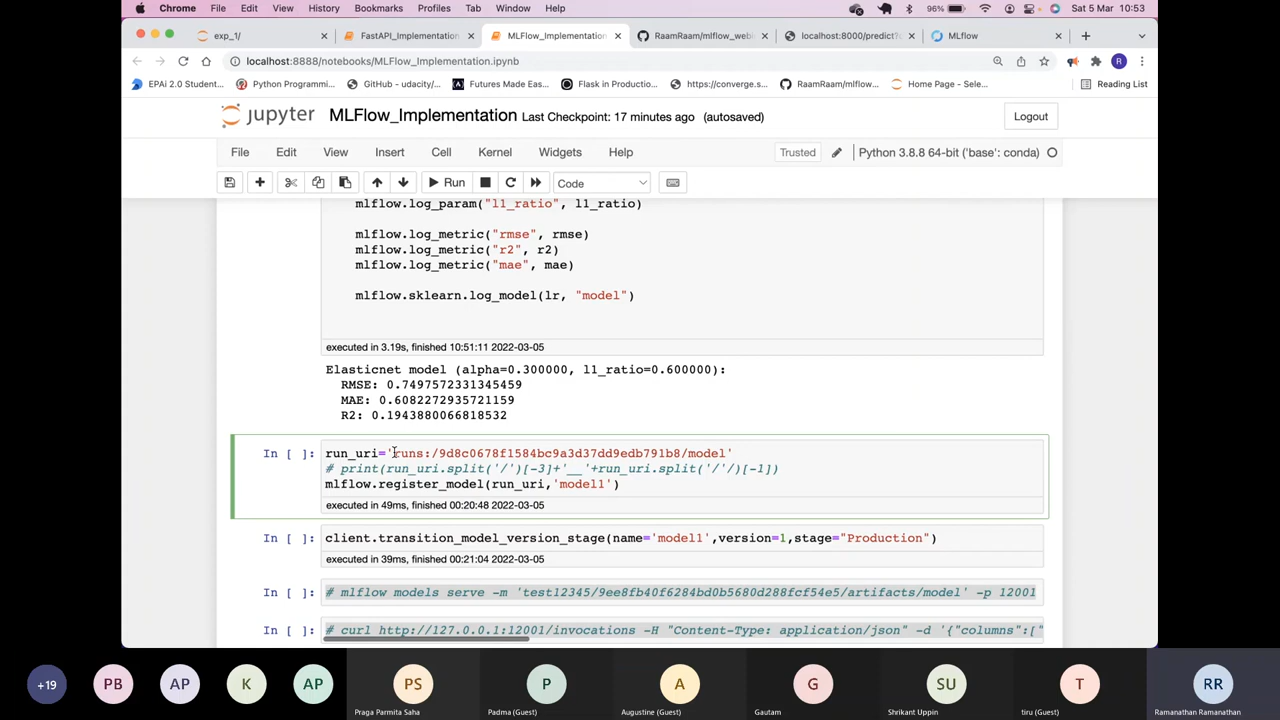 Chrome File Edit View History Bookmarks Profiles Tab Window Help 96% Sat 5 Mar 10:53
exp_1/ FastAPI_Implementation MLFlow_Implementation RaamRaam/mlflow_web localhost:8000/predict? MLflow
localhost:8888/notebooks/MLFlow_Implementation.ipynb
EPAi 2.0 Student... Python Programmi... GitHub - udacity/... Futures Made Eas... Flask in Production... https://converge.s... RaamRaam/mlflow... Home Page - Sele... Reading List
jupyter MLFlow_Implementation Last Checkpoint: 17 minutes ago (autosaved) Logout
File Edit View Insert Cell Kernel Widgets Help Trusted Python 3.8.8 64-bit ('base': conda)
Run Code
mlflow.log_param("l1_ratio", l1_ratio)
mlflow.log_metric("rmse", rmse)
mlflow.log_metric("r2", r2)
mlflow.log_metric("mae", mae)
mlflow.sklearn.log_model(lr, "model")
executed in 3.19s, finished 10:51:11 2022-03-05
Elasticnet model (alpha=0.300000, l1_ratio=0.600000):
RMSE: 0.7497572331345459
MAE: 0.6082272935721159
R2: 0.1943880066818532
In [ ]: run_uri='runs:/9d8c0678f1584bc9a3d37dd9edb791b8/model'
# print(run_uri.split('/')[-3]+'__'+run_uri.split('/'/)[-1])
mlflow.register_model(run_uri,'model1')
executed in 49ms, finished 00:20:48 2022-03-05
In [ ]: client.transition_model_version_stage(name='model1',version=1,stage="Production")
executed in 39ms, finished 00:21:04 2022-03-05
In [ ]: # mlflow models serve -m 'test12345/9ee8fb40f6284bd0b5680d288fcf54e5/artifacts/model' -p 12001
In [ ]: # curl http://127.0.0.1:12001/invocations -H "Content-Type: application/json" -d '{"columns":["
+19 PB AP K AP PS P A G SU T RR
Praga Parmita Saha Padma (Guest) Augustine (Guest) Gautam Shrikant Uppin tiru (Guest) Ramanathan Ramanathan